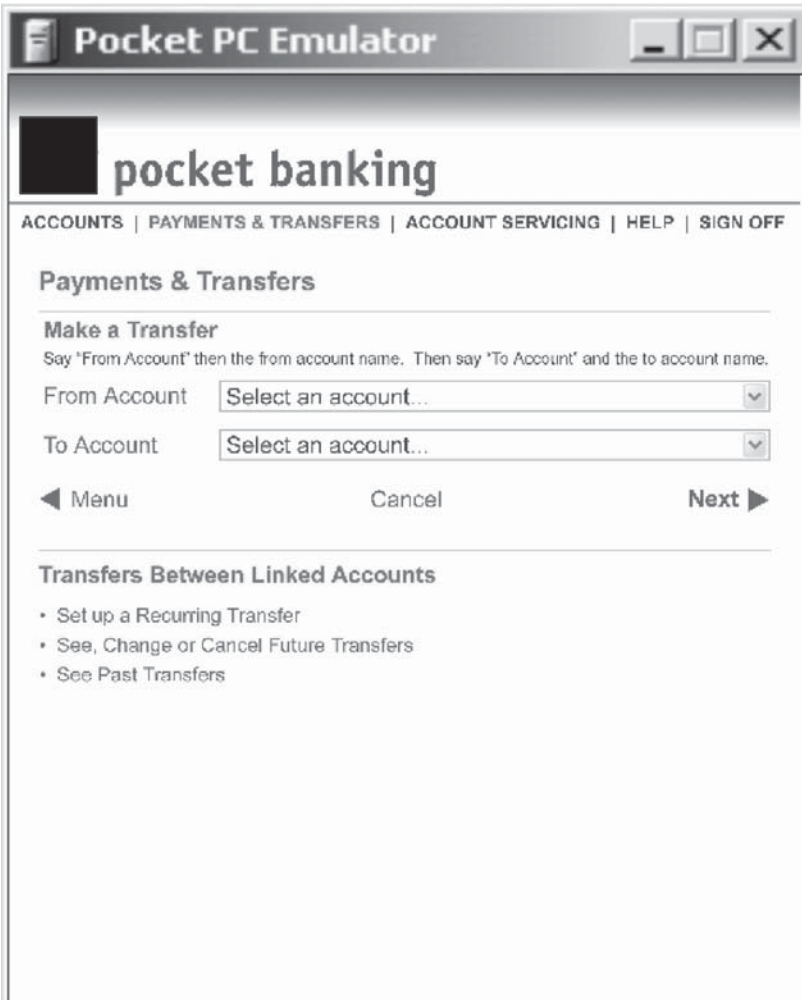 Pocket PC Emulator
pocket banking
ACCOUNTS | PAYMENTS & TRANSFERS | ACCOUNT SERVICING | HELP | SIGN OFF
Payments & Transfers
Make a Transfer
Say "From Account" then the from account name. Then say "To Account" and the to account name.
From Account Select an account...
To Account Select an account...
Menu Cancel Next
Transfers Between Linked Accounts
• Set up a Recurring Transfer
• See, Change or Cancel Future Transfers
• See Past Transfers